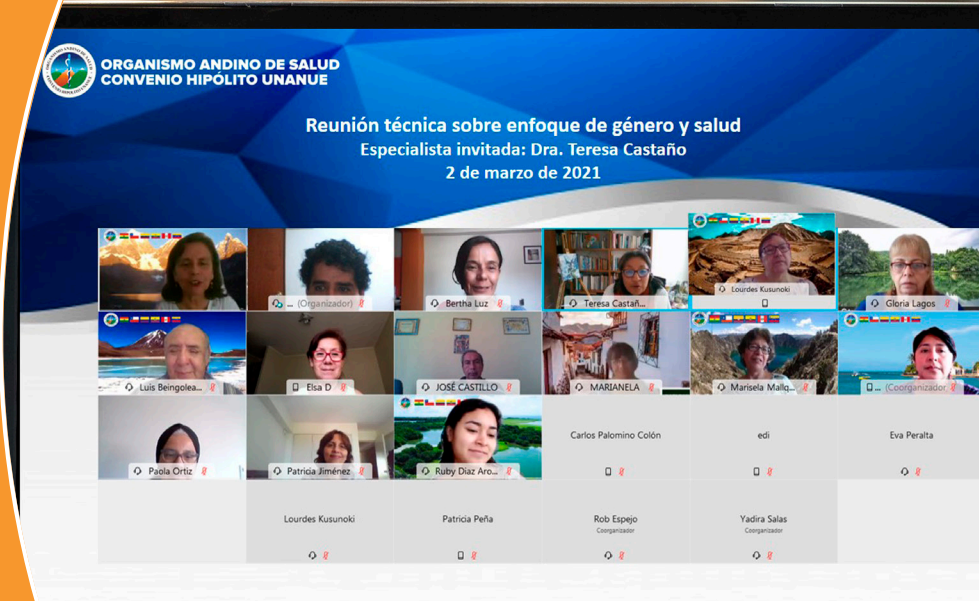 ORGANISMO ANDINO DE SALUD
CONVENIO HIPÓLITO UNANUE
Reunión técnica sobre enfoque de género y salud
Especialista invitada: Dra. Teresa Castaño
2 de marzo de 2021
... (Organizador)
Bertha Luz
Teresa Castañ...
Lourdes Kusunoki
Gloria Lagos
Luis Beingolea...
Elsa D
JOSÉ CASTILLO
MARIANELA
Marisela Mallq...
... (Coorganizador
Paola Ortiz
Patricia Jiménez
Ruby Diaz Aro...
Carlos Palomino Colón
edi
Eva Peralta
Lourdes Kusunoki
Patricia Peña
Rob Espejo
Coorganizador
Yadira Salas
Coorganizador